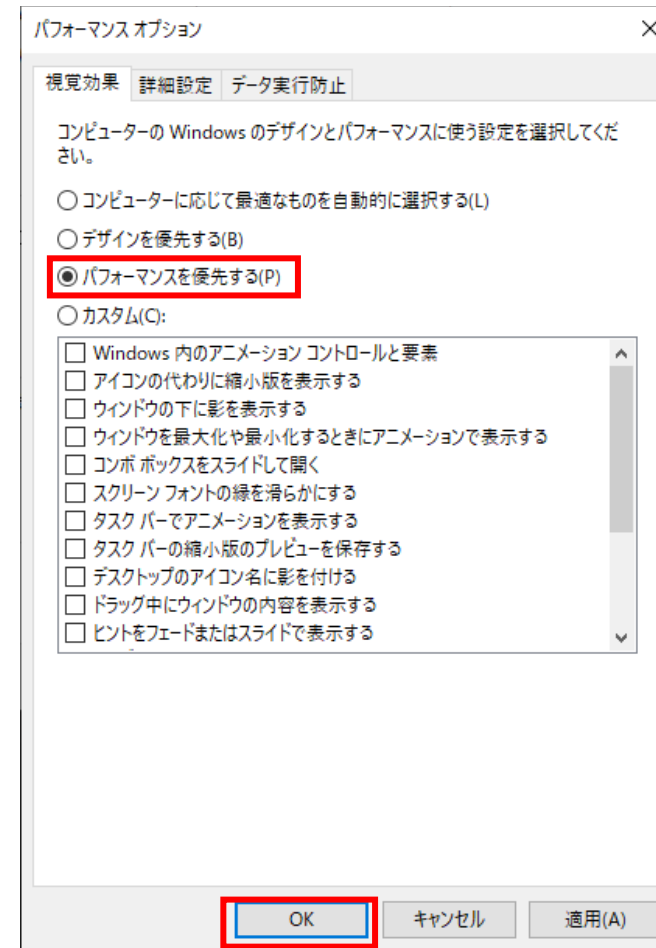 パフォーマンス オプション
視覚効果 詳細設定 データ実行防止
コンピューターの Windows のデザインとパフォーマンスに使う設定を選択してくだ
さい。
コンピューターに応じて最適なものを自動的に選択する(L)
デザインを優先する(B)
パフォーマンスを優先する(P)
カスタム(C):
Windows 内のアニメーション コントロールと要素
アイコンの代わりに縮小版を表示する
ウィンドウの下に影を表示する
ウィンドウを最大化や最小化するときにアニメーションで表示する
コンボ ボックスをスライドして開く
スクリーン フォントの縁を滑らかにする
タスク バーでアニメーションを表示する
タスク バーの縮小版のプレビューを保存する
デスクトップのアイコン名に影を付ける
ドラッグ中にウィンドウの内容を表示する
ヒントをフェードまたはスライドで表示する
OK キャンセル 適用(A)